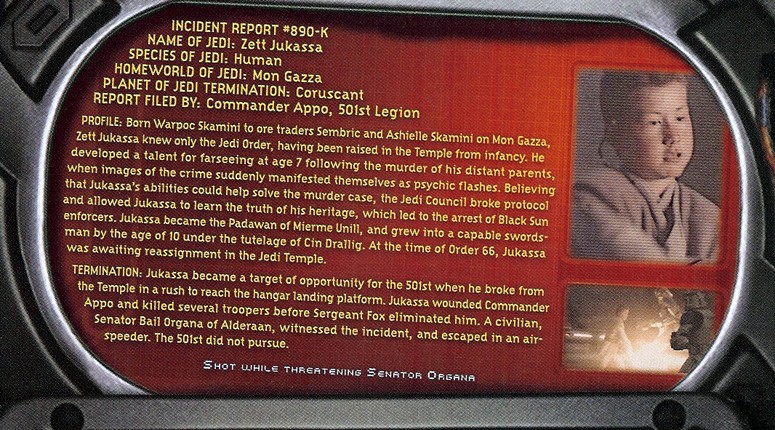 INCIDENT REPORT #890-K
NAME OF JEDI: Zett Jukassa
SPECIES OF JEDI: Human
HOMEWORLD OF JEDI: Mon Gazza
PLANET OF JEDI TERMINATION: Coruscant
REPORT FILED BY: Commander Appo, 501st Legion
PROFILE: Born Warpoc Skamini to ore traders Sembric and Ashielle Skamini on Mon Gazza,
Zett Jukassa knew only the Jedi Order, having been raised in the Temple from infancy. He
developed a talent for farseeing at age 7 following the murder of his distant parents,
when images of the crime suddenly manifested themselves as psychic flashes. Believing
that Jukassa's abilities could help solve the murder case, the Jedi Council broke protocol
and allowed Jukassa to learn the truth of his heritage, which led to the arrest of Black Sun
enforcers. Jukassa became the Padawan of Mierme Unill, and grew into a capable swords-
man by the age of 10 under the tutelage of Cin Drallig. At the time of Order 66, Jukassa
was awaiting reassignment in the Jedi Temple.
TERMINATION: Jukassa became a target of opportunity for the 501st when he broke from
the Temple in a rush to reach the hangar landing platform. Jukassa wounded Commander
Appo and killed several troopers before Sergeant Fox eliminated him. A civilian,
Senator Bail Organa of Alderaan, witnessed the incident, and escaped in an air-
speeder. The 501st did not pursue.
SHOT WHILE THREATENING SENATOR ORGANA